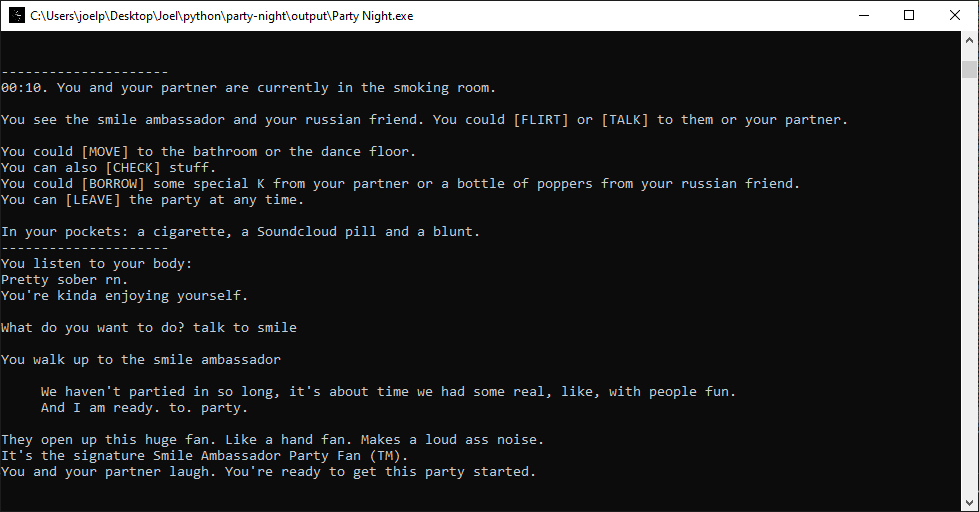 C:\Users\joelp\Desktop\Joel\python\party-night\output\Party Night.exe
---------------------
00:10. You and your partner are currently in the smoking room.
You see the smile ambassador and your russian friend. You could [FLIRT] or [TALK] to them or your partner.
You could [MOVE] to the bathroom or the dance floor.
You can also [CHECK] stuff.
You could [BORROW] some special K from your partner or a bottle of poppers from your russian friend.
You can [LEAVE] the party at any time.
In your pockets: a cigarette, a Soundcloud pill and a blunt.
---------------------
You listen to your body:
Pretty sober rn.
You're kinda enjoying yourself.
What do you want to do? talk to smile
You walk up to the smile ambassador
We haven't partied in so long, it's about time we had some real, like, with people fun.
And I am ready. to. party.
They open up this huge fan. Like a hand fan. Makes a loud ass noise.
It's the signature Smile Ambassador Party Fan (TM).
You and your partner laugh. You're ready to get this party started.